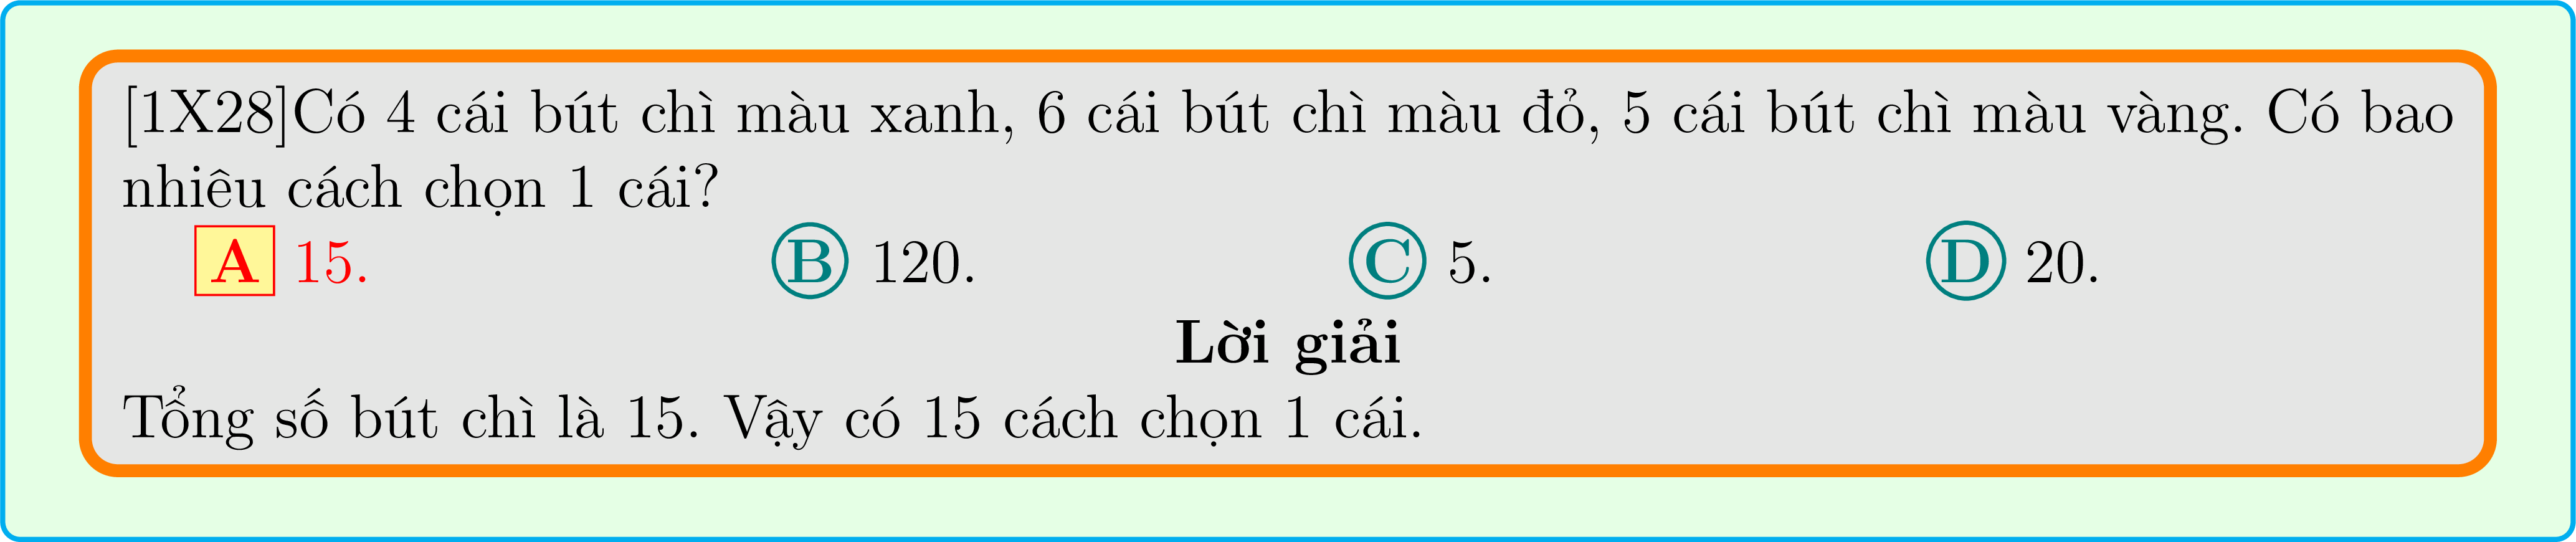 [1X28]Có 4 cái bút chì màu xanh, 6 cái bút chì màu đỏ, 5 cái bút chì màu vàng. Có bao
nhiêu cách chọn 1 cái?
A 15. B 120. C 5. D 20.
Lời giải
Tổng số bút chì là 15. Vậy có 15 cách chọn 1 cái.